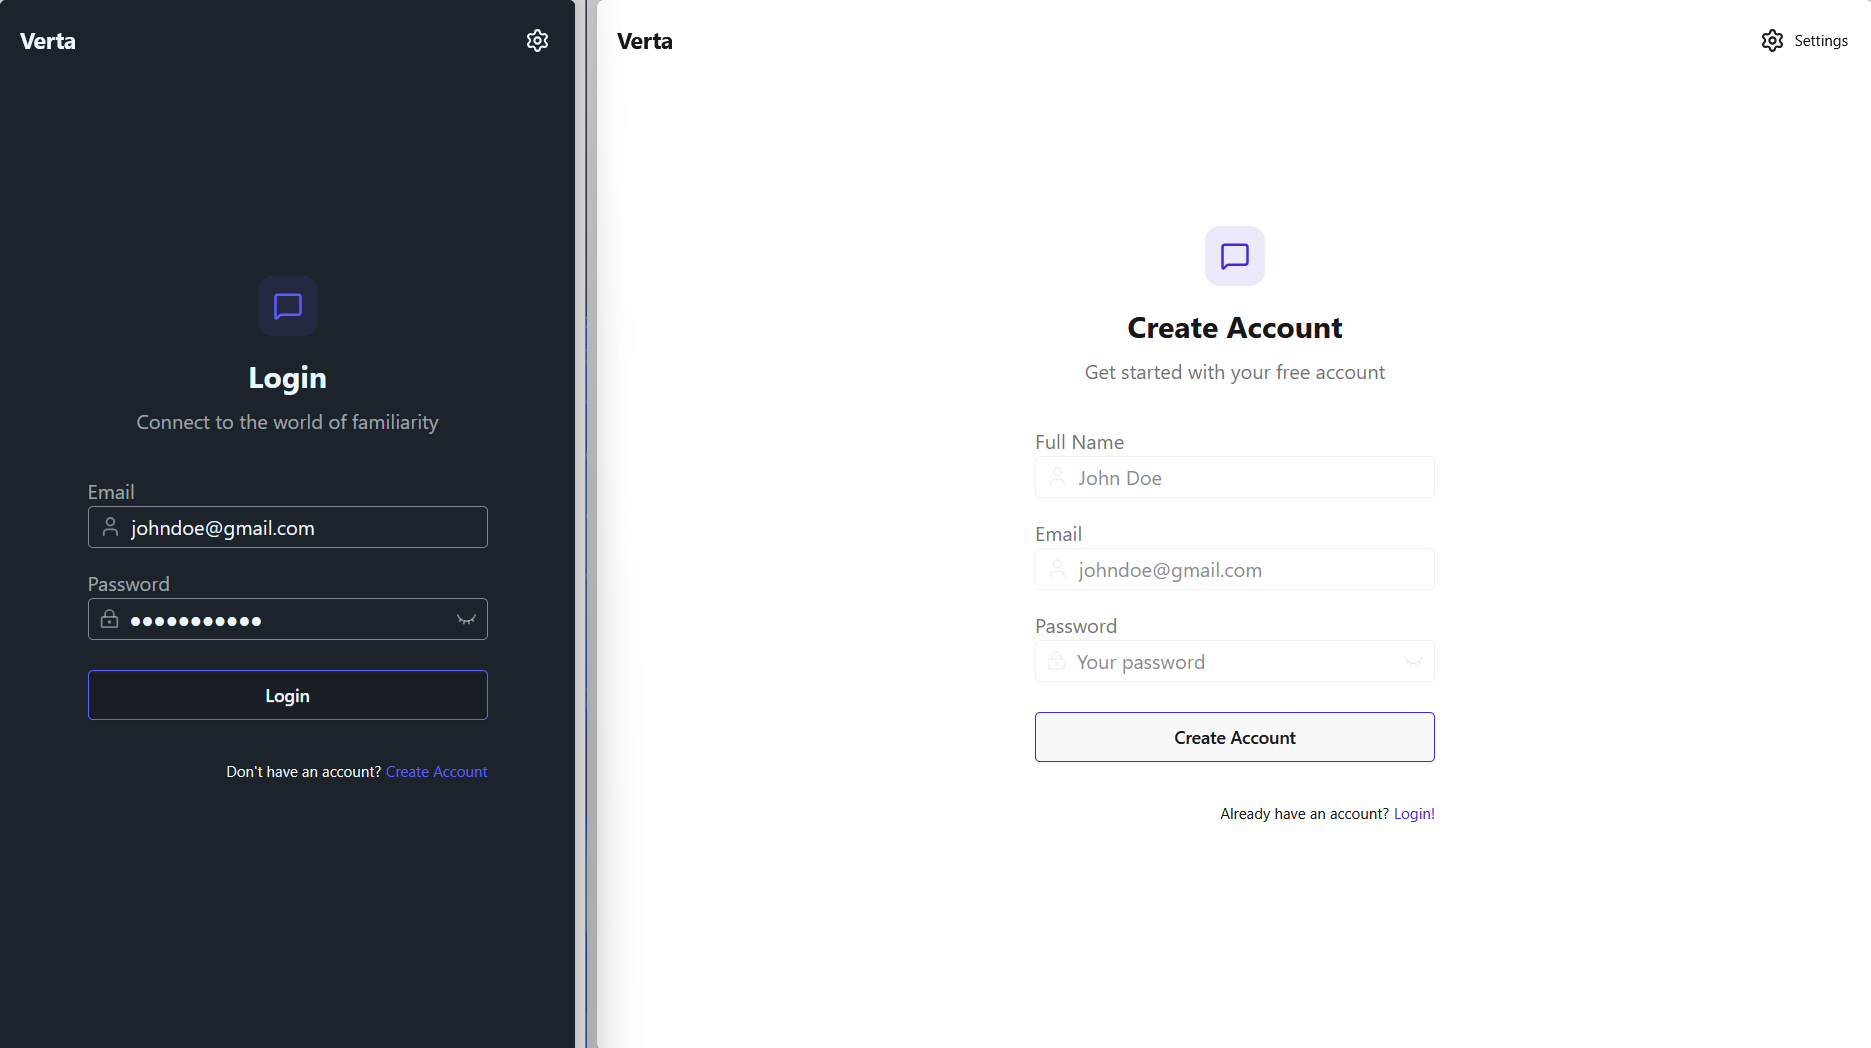 Verta
Login
Connect to the world of familiarity
Email
johndoe@gmail.com
Password
●●●●●●●●●●●
Login
Don't have an account? Create Account
Verta
Settings
Create Account
Get started with your free account
Full Name
John Doe
Email
johndoe@gmail.com
Password
Your password
Create Account
Already have an account? Login!